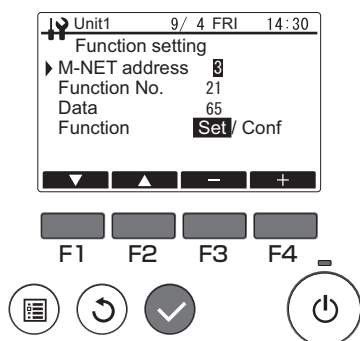 Unit1 9/ 4 FRI 14:30
Function setting
M-NET address 3
Function No. 21
Data 65
Function Set / Conf
F1 F2 F3 F4